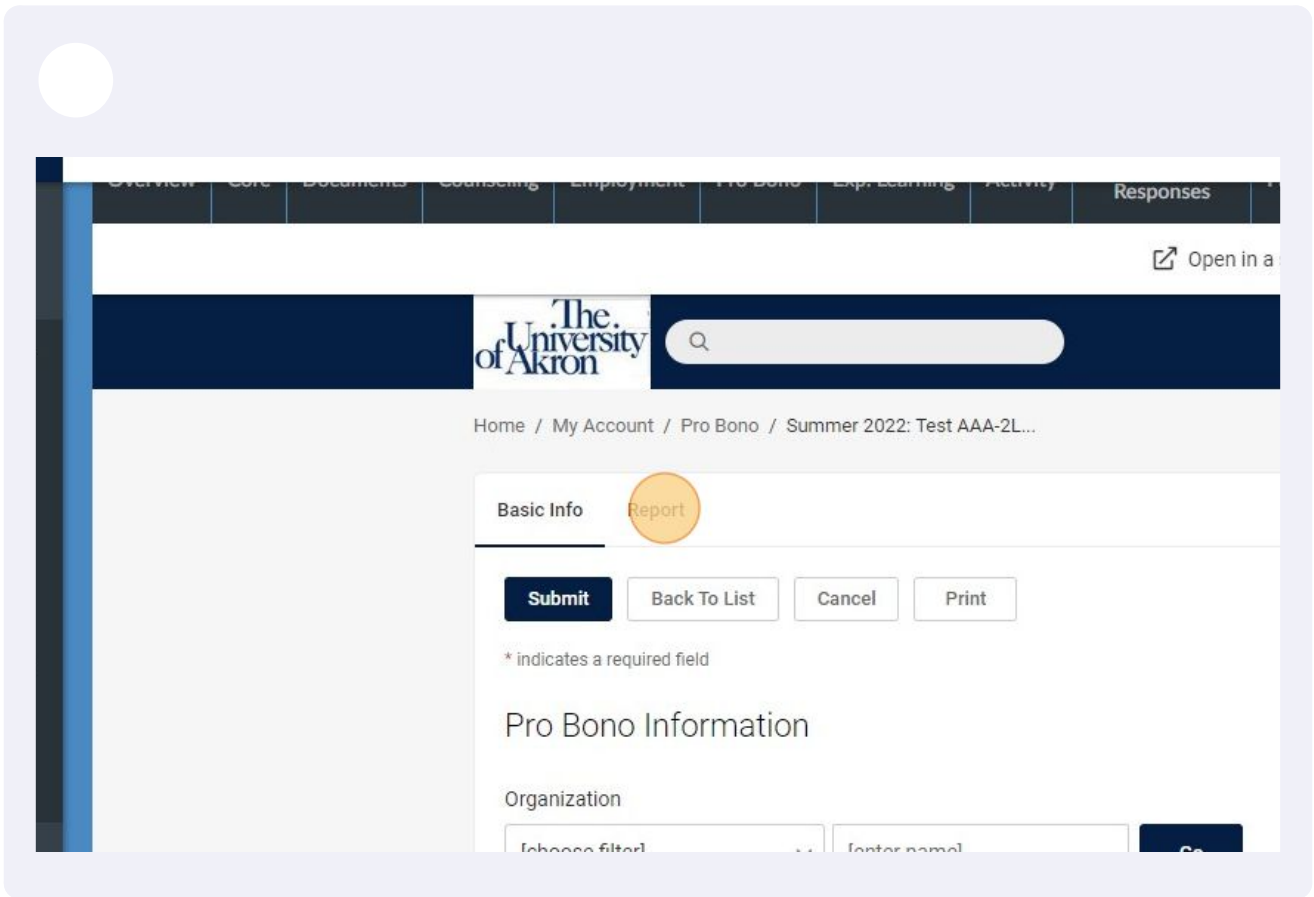 Overview Core Documents Counseling Employment Pro Bono Exp. Learning Activity Responses
Open in a
The
University
of Akron
Home / My Account / Pro Bono / Summer 2022: Test AAA-2L...
Basic Info Report
Submit Back To List Cancel Print
* indicates a required field
Pro Bono Information
Organization
[choose filter] [enter name] Go